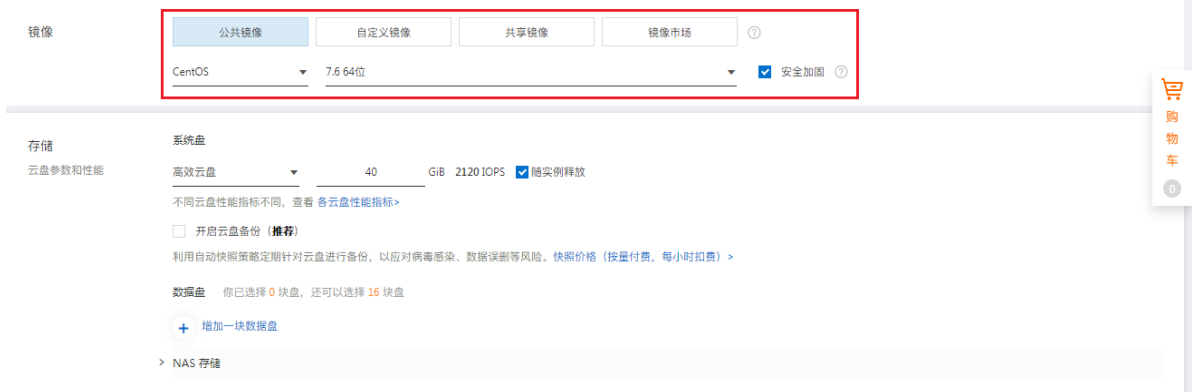 镜像
公共镜像 自定义镜像 共享镜像 镜像市场
CentOS 7.6 64位 安全加固
购
物
车
0
存储
云盘参数和性能
系统盘
高效云盘 40 GiB 2120 IOPS 随实例释放
不同云盘性能指标不同，查看 各云盘性能指标>
开启云盘备份（推荐）
利用自动快照策略定期针对云盘进行备份，以应对病毒感染、数据误删等风险。快照价格（按量付费，每小时扣费）>
数据盘 你已选择 0 块盘，还可以选择 16 块盘
+ 增加一块数据盘
> NAS 存储